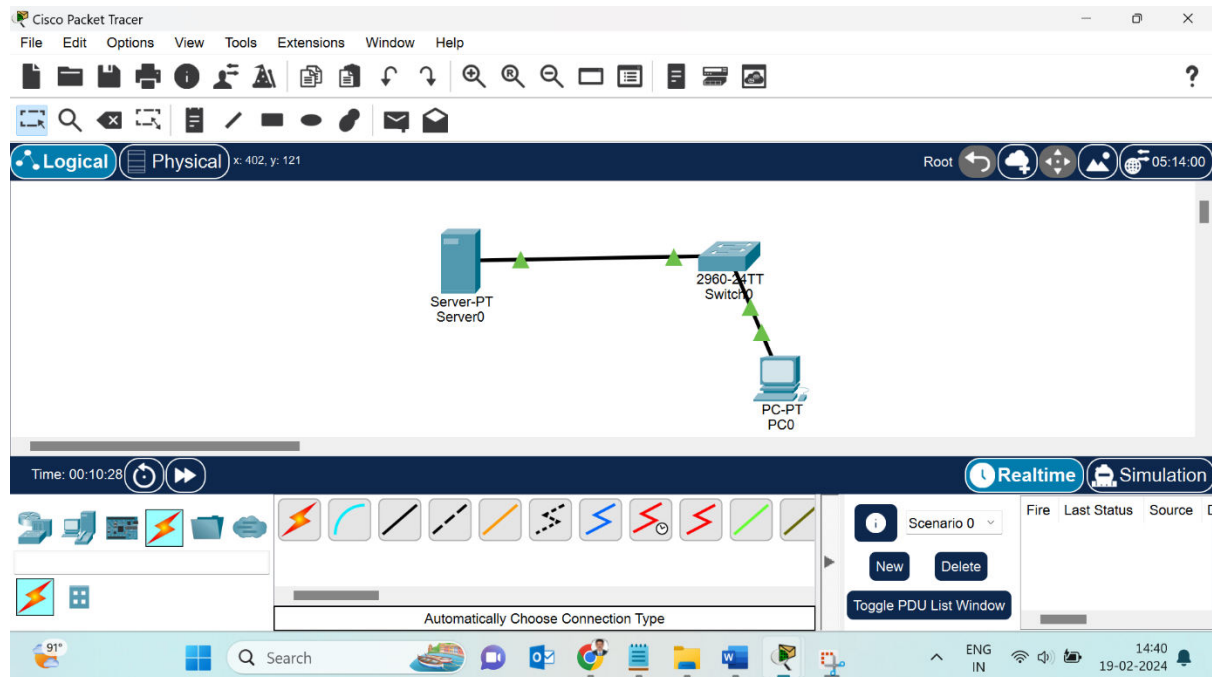 Cisco Packet Tracer
File Edit Options View Tools Extensions Window Help
?
Logical Physical x: 402, y: 121 Root 05:14:00
2960-24TT
Switch0
Server-PT
Server0
PC-PT
PC0
Time: 00:10:28 Realtime Simulation
Scenario 0 Fire Last Status Source D
New Delete
Toggle PDU List Window
Automatically Choose Connection Type
91° Search ENG 14:40
IN 19-02-2024